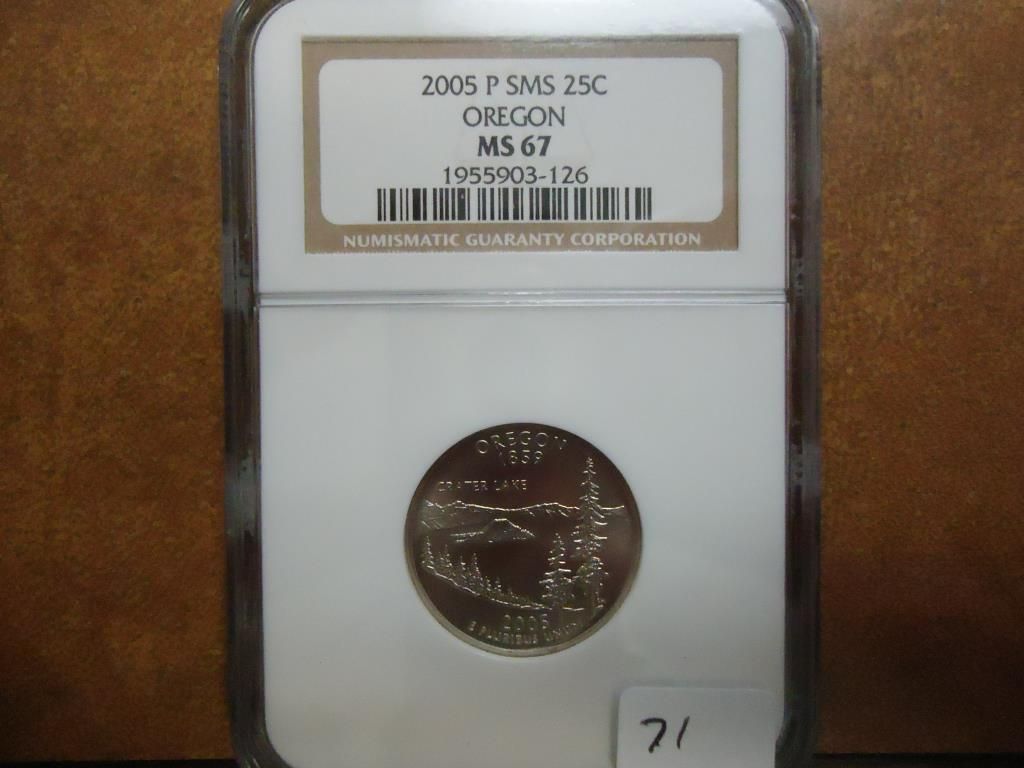 2005 P SMS 25C
OREGON
MS 67
1955903-126
NUMISMATIC GUARANTY CORPORATION
OREGON
1859
CRATER LAKE
2005
E PLURIBUS UNUM
71